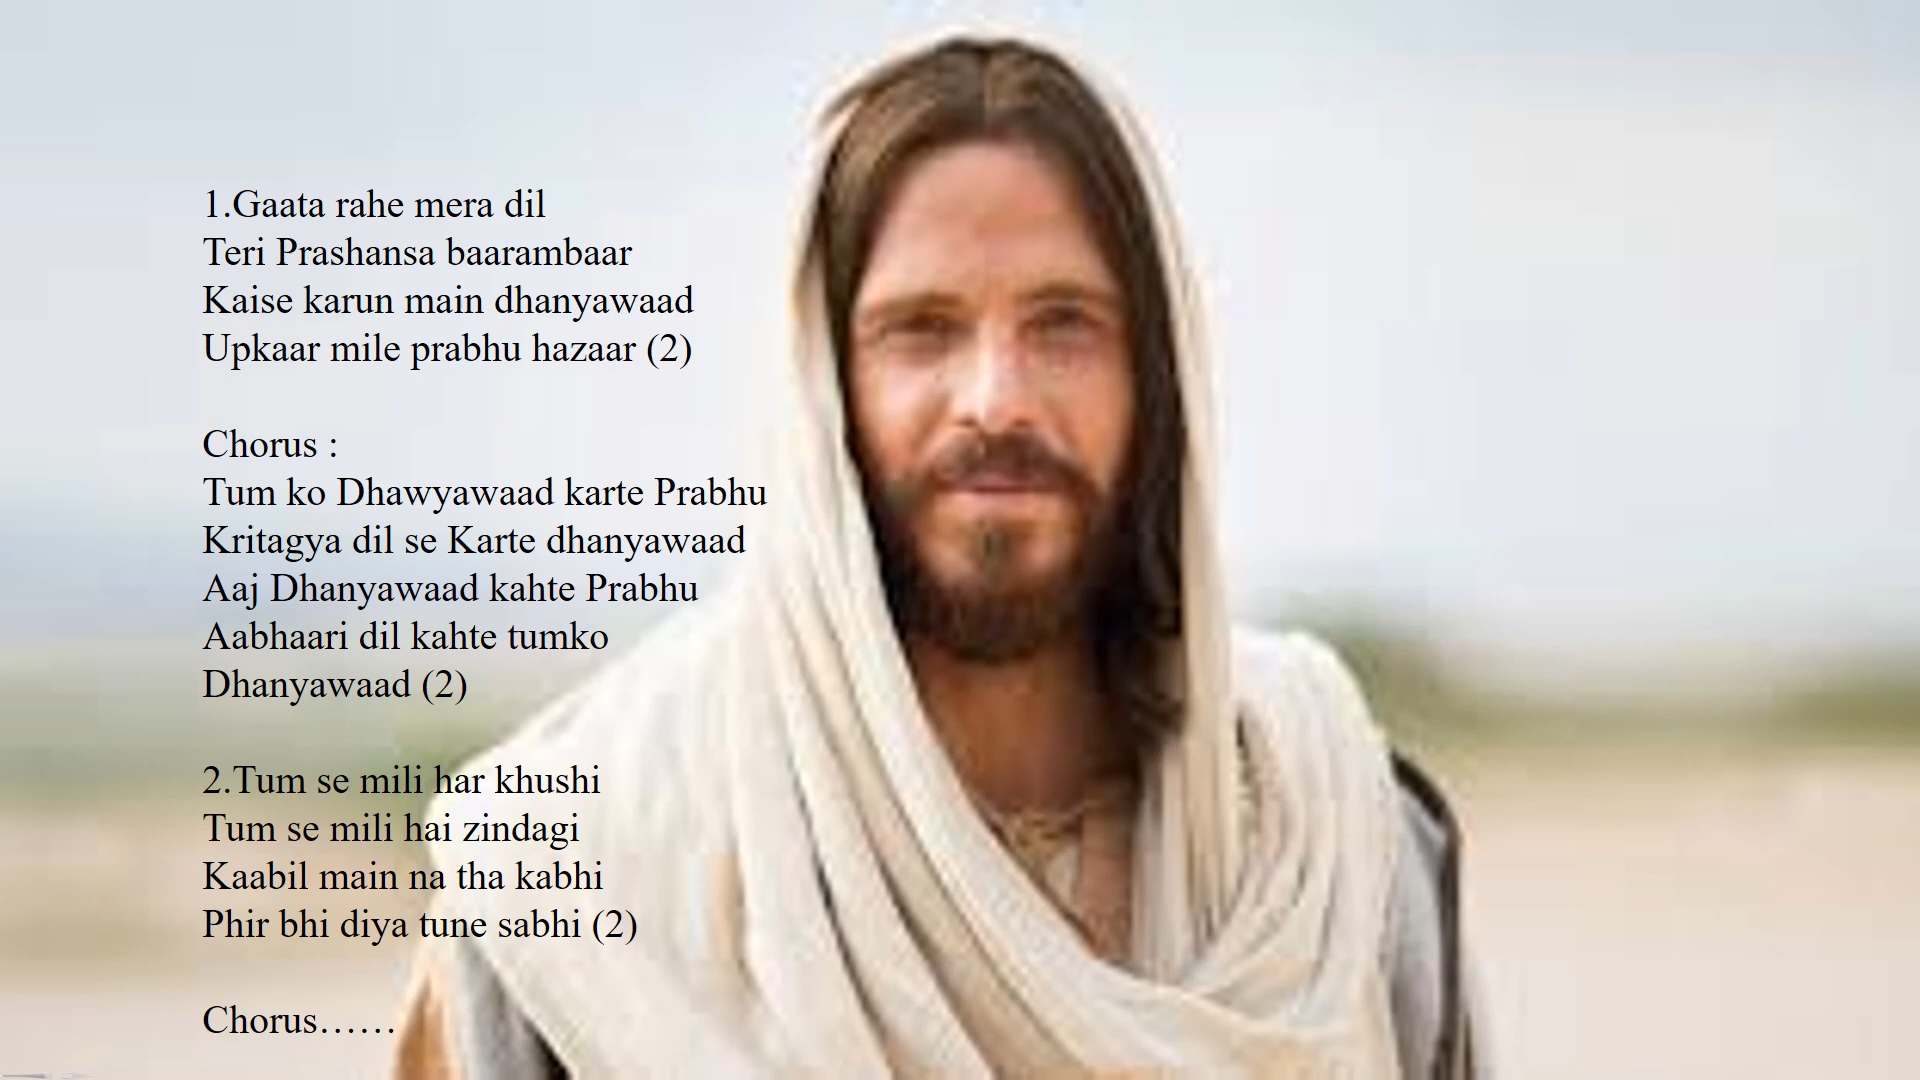 1.Gaata rahe mera dil
Teri Prashansa baarambaar
Kaise karun main dhanyawaad
Upkaar mile prabhu hazaar (2)
Chorus :
Tum ko Dhawyawaad karte Prabhu
Kritagya dil se Karte dhanyawaad
Aaj Dhanyawaad kahte Prabhu
Aabhaari dil kahte tumko
Dhanyawaad (2)
2.Tum se mili har khushi
Tum se mili hai zindagi
Kaabil main na tha kabhi
Phir bhi diya tune sabhi (2)
Chorus……